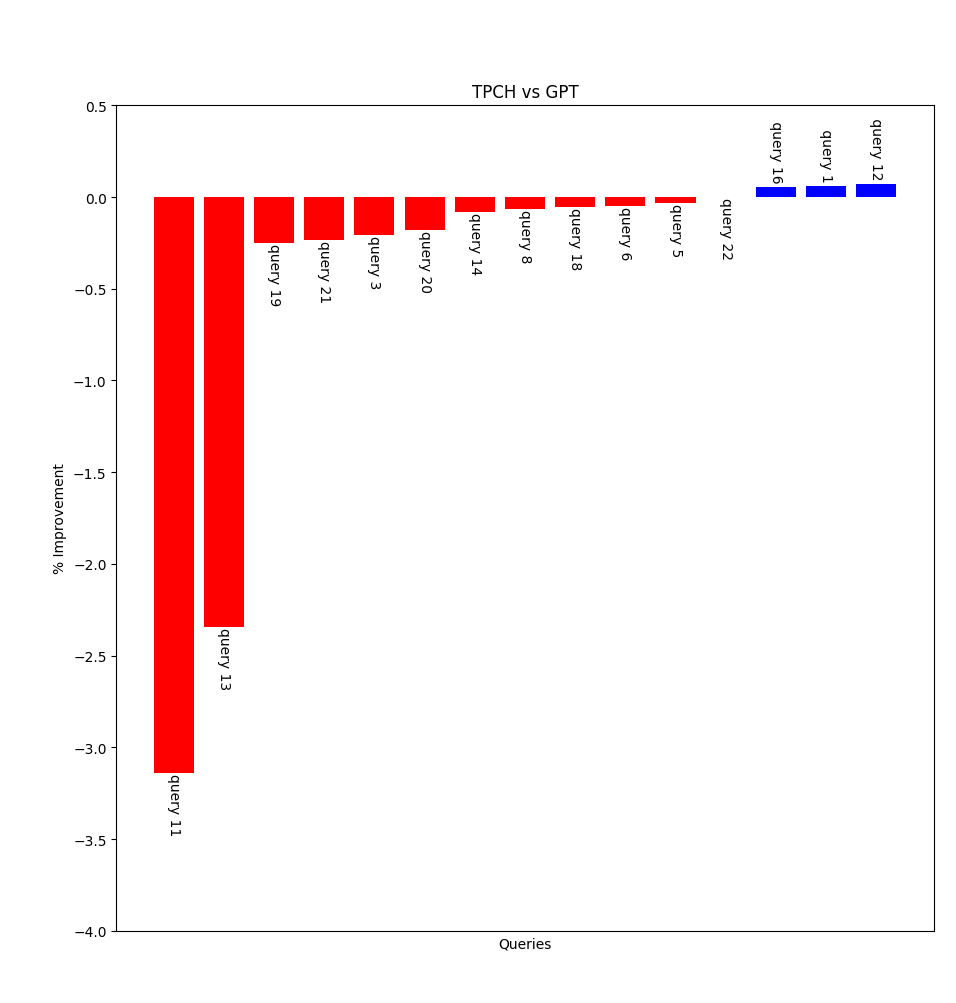 TPCH vs GPT
0.5
0.0
−0.5
−1.0
−1.5
−2.0
−2.5
−3.0
−3.5
−4.0
% Improvement
query 11
query 13
query 19
query 21
query 3
query 20
query 14
query 8
query 18
query 6
query 5
query 22
query 16
query 1
query 12
Queries